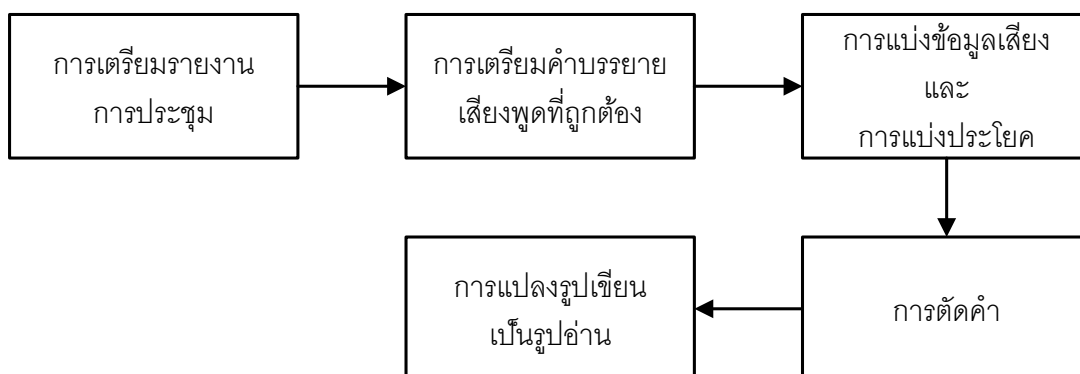 การเตรียมรายงาน
การประชุม
การเตรียมคำบรรยาย
เสียงพูดที่ถูกต้อง
การแบ่งข้อมูลเสียง
และ
การแบ่งประโยค
การตัดคำ
การแปลงรูปเขียน
เป็นรูปอ่าน